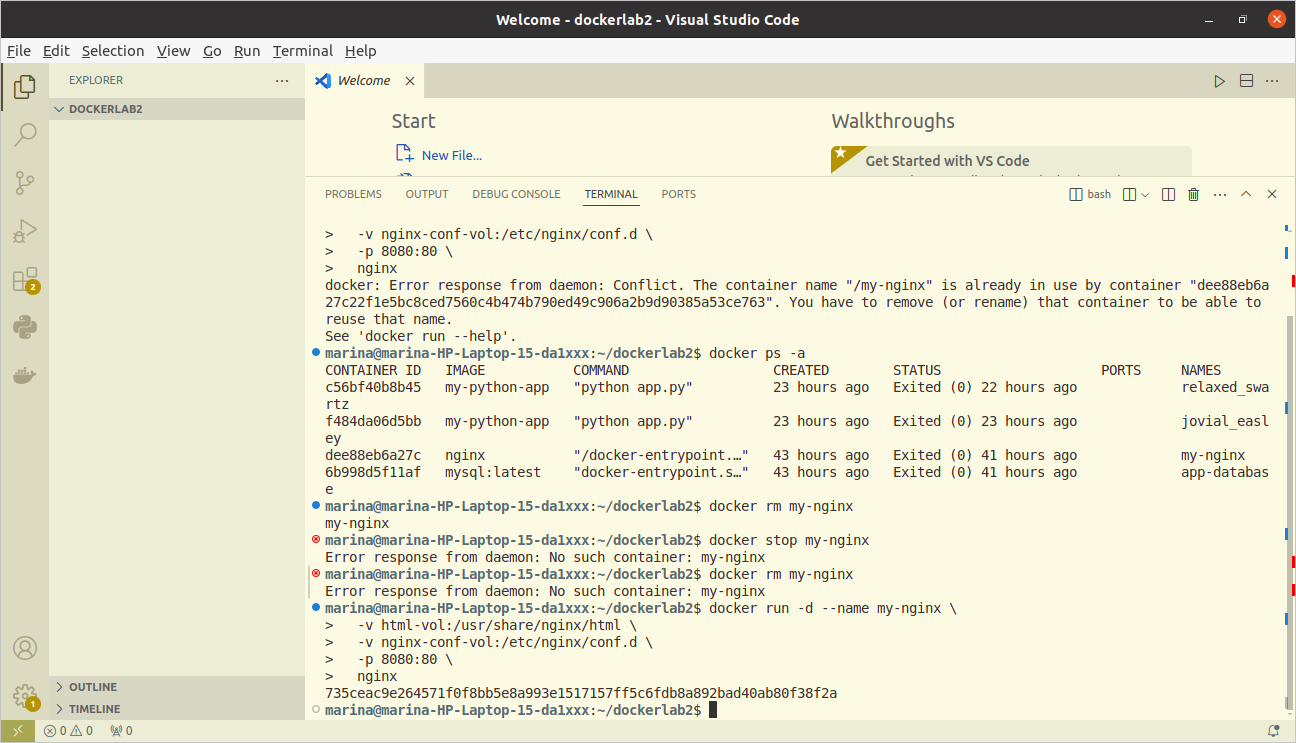 Welcome - dockerlab2 - Visual Studio Code
File Edit Selection View Go Run Terminal Help
EXPLORER
Welcome
DOCKERLAB2
Start
Walkthroughs
New File...
Get Started with VS Code
PROBLEMS OUTPUT DEBUG CONSOLE TERMINAL PORTS
bash
>   -v nginx-conf-vol:/etc/nginx/conf.d \
>   -p 8080:80 \
>   nginx
docker: Error response from daemon: Conflict. The container name "/my-nginx" is already in use by container "dee88eb6a
27c22f1e5bc8ced7560c4b474b790ed49c906a2b9d90385a53ce763". You have to remove (or rename) that container to be able to
reuse that name.
See 'docker run --help'.
marina@marina-HP-Laptop-15-da1xxx:~/dockerlab2$ docker ps -a
CONTAINER ID   IMAGE           COMMAND                  CREATED        STATUS                    PORTS     NAMES
c56bf40b8b45   my-python-app   "python app.py"          23 hours ago   Exited (0) 22 hours ago             relaxed_swa
rtz
f484da06d5bb   my-python-app   "python app.py"          23 hours ago   Exited (0) 23 hours ago             jovial_easl
ey
dee88eb6a27c   nginx           "/docker-entrypoint.…"   43 hours ago   Exited (0) 41 hours ago             my-nginx
6b998d5f11af   mysql:latest    "docker-entrypoint.s…"   43 hours ago   Exited (0) 41 hours ago             app-databas
e
marina@marina-HP-Laptop-15-da1xxx:~/dockerlab2$ docker rm my-nginx
my-nginx
marina@marina-HP-Laptop-15-da1xxx:~/dockerlab2$ docker stop my-nginx
Error response from daemon: No such container: my-nginx
marina@marina-HP-Laptop-15-da1xxx:~/dockerlab2$ docker rm my-nginx
Error response from daemon: No such container: my-nginx
marina@marina-HP-Laptop-15-da1xxx:~/dockerlab2$ docker run -d --name my-nginx \
>   -v html-vol:/usr/share/nginx/html \
>   -v nginx-conf-vol:/etc/nginx/conf.d \
>   -p 8080:80 \
>   nginx
735ceac9e264571f0f8bb5e8a993e1517157ff5c6fdb8a892bad40ab80f38f2a
marina@marina-HP-Laptop-15-da1xxx:~/dockerlab2$
2
OUTLINE
1
TIMELINE
0 0 0